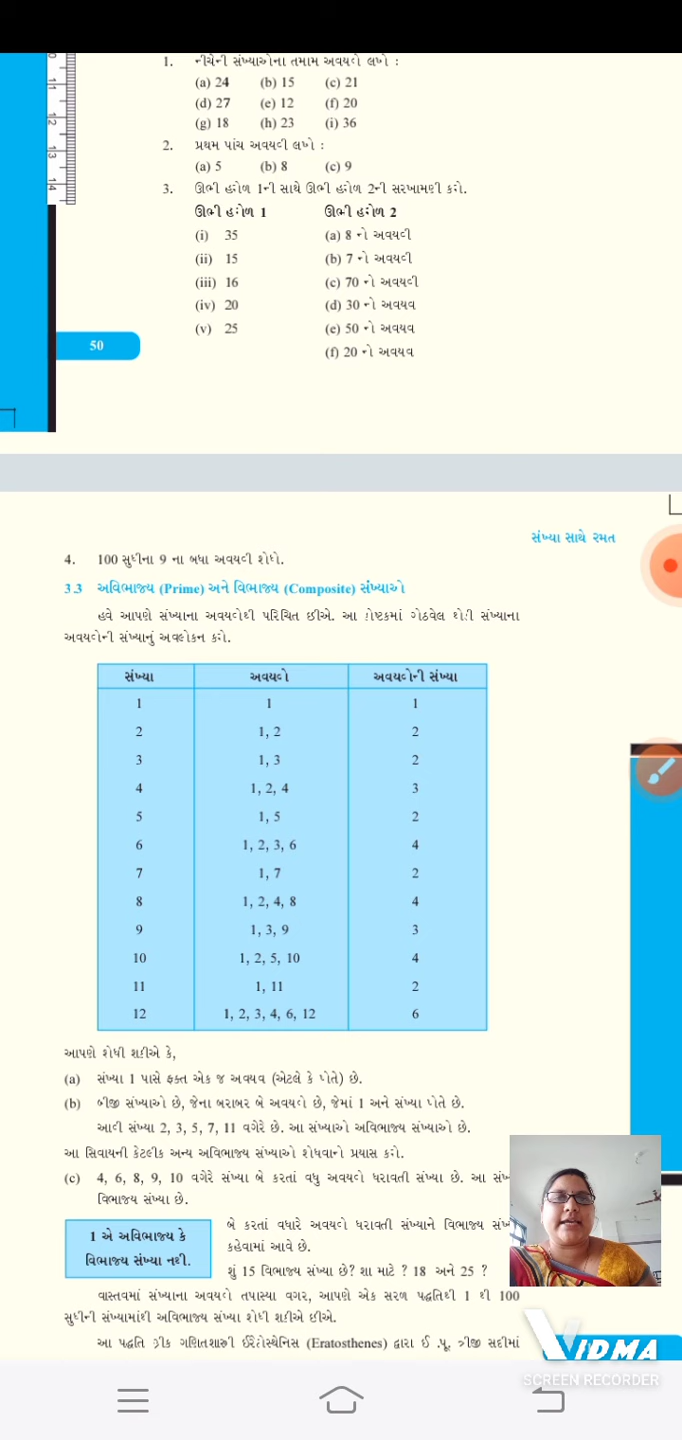 1. નીચેની સંખ્યાઓના તમામ અવયવો લખો :
(a) 24 (b) 15 (c) 21
(d) 27 (e) 12 (f) 20
(g) 18 (h) 23 (i) 36
2. પ્રથમ પાંચ અવયવી લખો :
(a) 5 (b) 8 (c) 9
3. ઊભી હરોળ 1ની સાથે ઊભી હરોળ 2ની સરખામણી કરો.
ઊભી હરોળ 1 ઊભી હરોળ 2
(i) 35 (a) 8 નો અવયવી
(ii) 15 (b) 7 નો અવયવી
(iii) 16 (c) 70 નો અવયવી
(iv) 20 (d) 30 નો અવયવ
(v) 25 (e) 50 નો અવયવ
(f) 20 નો અવયવ
50
સંખ્યા સાથે રમત
4. 100 સુધીના 9 ના બધા અવયવી શોધો.
3.3 અવિભાજ્ય (Prime) અને વિભાજ્ય (Composite) સંખ્યાઓ
હવે આપણે સંખ્યાના અવયવોથી પરિચિત છીએ. આ કોષ્ટકમાં ગોઠવેલ થોડી સંખ્યાના
અવયવોની સંખ્યાનું અવલોકન કરો.
સંખ્યા અવયવો અવયવોની સંખ્યા
1 1 1
2 1, 2 2
3 1, 3 2
4 1, 2, 4 3
5 1, 5 2
6 1, 2, 3, 6 4
7 1, 7 2
8 1, 2, 4, 8 4
9 1, 3, 9 3
10 1, 2, 5, 10 4
11 1, 11 2
12 1, 2, 3, 4, 6, 12 6
આપણે શોધી શકીએ કે,
(a) સંખ્યા 1 પાસે ફક્ત એક જ અવયવ (એટલે કે પોતે) છે.
(b) બીજી સંખ્યાઓ છે, જેના બરાબર બે અવયવો છે, જેમાં 1 અને સંખ્યા પોતે છે.
આવી સંખ્યા 2, 3, 5, 7, 11 વગેરે છે. આ સંખ્યાઓ અવિભાજ્ય સંખ્યાઓ છે.
આ સિવાયની કેટલીક અન્ય અવિભાજ્ય સંખ્યાઓ શોધવાનો પ્રયાસ કરો.
(c) 4, 6, 8, 9, 10 વગેરે સંખ્યા બે કરતાં વધુ અવયવો ધરાવતી સંખ્યા છે. આ
વિભાજ્ય સંખ્યા છે.
1 એ અવિભાજ્ય કે
વિભાજ્ય સંખ્યા નથી.
બે કરતાં વધારે અવયવો ધરાવતી સંખ્યાને વિભાજ્ય
કહેવામાં આવે છે.
શું 15 વિભાજ્ય સંખ્યા છે? શા માટે ? 18 અને 25 ?
વાસ્તવમાં સંખ્યાના અવયવો તપાસ્યા વગર, આપણે એક સરળ પદ્ધતિથી 1 થી 100
સુધીની સંખ્યામાંથી અવિભાજ્ય સંખ્યા શોધી શકીએ છીએ.
આ પદ્ધતિ ગ્રીક ગણિતશાસ્ત્રી ઈરેટોસ્થેનિસ (Eratosthenes) દ્વારા ઈ .પૂ. ત્રીજી સદીમાં
VIDMA
SCREEN RECORDER